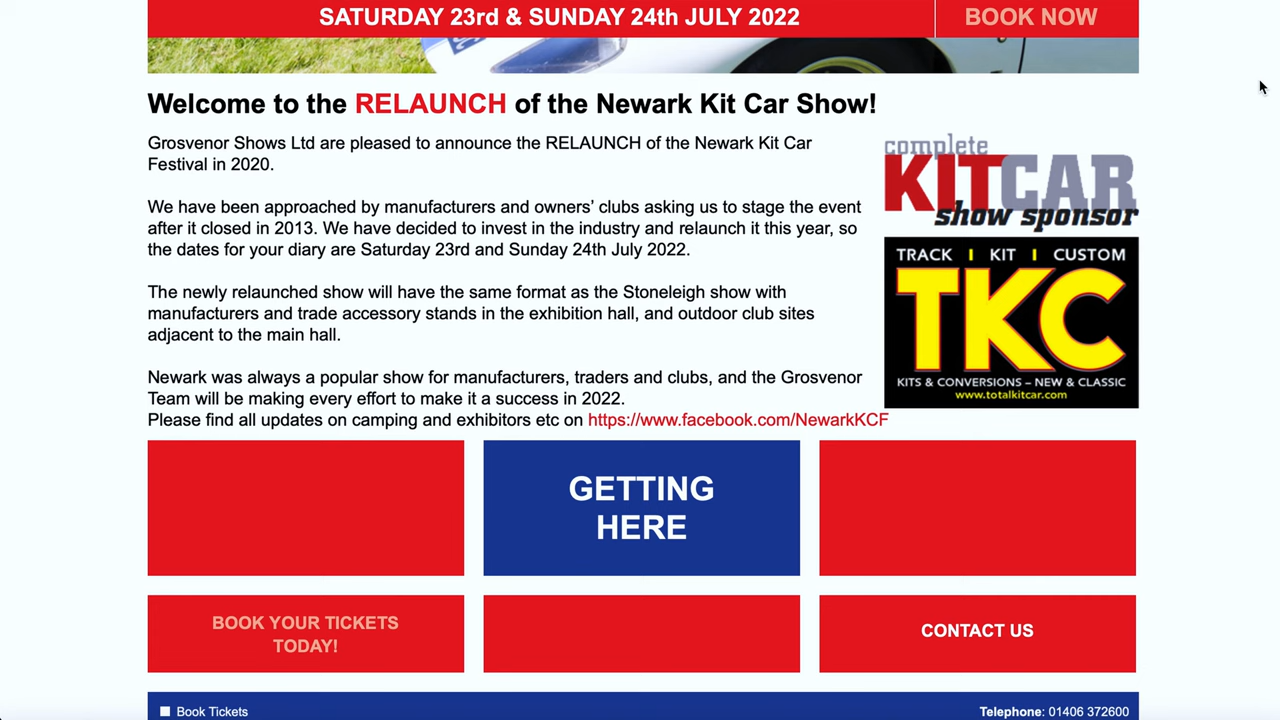 SATURDAY 23rd & SUNDAY 24th JULY 2022
BOOK NOW
Welcome to the RELAUNCH of the Newark Kit Car Show!
Grosvenor Shows Ltd are pleased to announce the RELAUNCH of the Newark Kit Car
Festival in 2020.
We have been approached by manufacturers and owners’ clubs asking us to stage the event
after it closed in 2013. We have decided to invest in the industry and relaunch it this year, so
the dates for your diary are Saturday 23rd and Sunday 24th July 2022.
The newly relaunched show will have the same format as the Stoneleigh show with
manufacturers and trade accessory stands in the exhibition hall, and outdoor club sites
adjacent to the main hall.
Newark was always a popular show for manufacturers, traders and clubs, and the Grosvenor
Team will be making every effort to make it a success in 2022.
Please find all updates on camping and exhibitors etc on https://www.facebook.com/NewarkKCF
complete
KITCAR
show sponsor
TRACK | KIT | CUSTOM
TKC
KITS & CONVERSIONS – NEW & CLASSIC
www.totalkitcar.com
GETTING
HERE
BOOK YOUR TICKETS
TODAY!
CONTACT US
Book Tickets
Telephone: 01406 372600